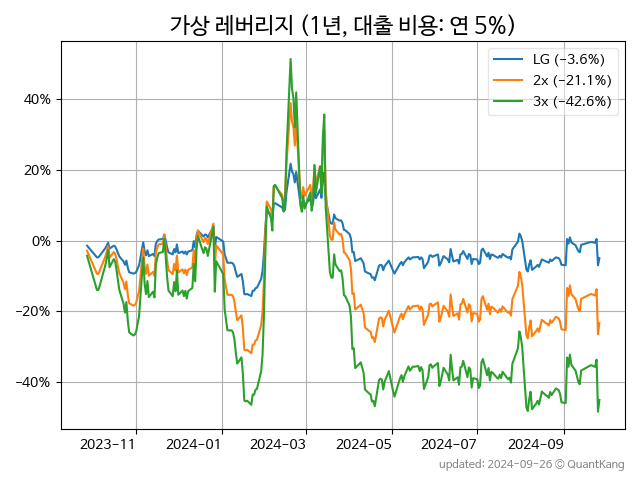 가상 레버리지 (1년, 대출 비용: 연 5%)
LG (−3.6%)
2x (−21.1%)
3x (−42.6%)
40%
20%
0%
−20%
−40%
2023−11 2024−01 2024−03 2024−05 2024−07 2024−09
updated: 2024−09−26 © QuantKang